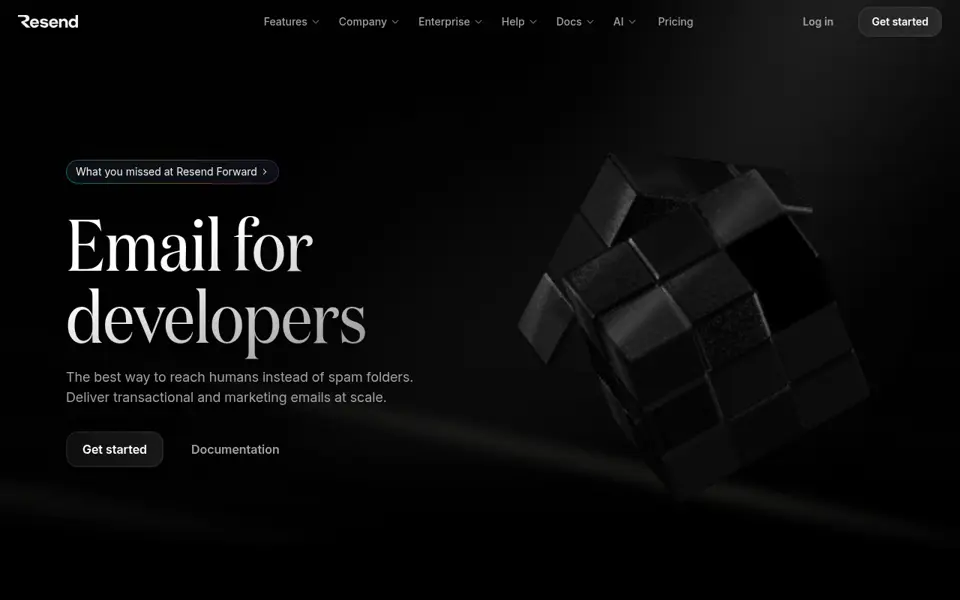 Resend
Features
Company
Enterprise
Help
Docs
AI
Pricing
Log in
Get started
What you missed at Resend Forward
Email for
developers
The best way to reach humans instead of spam folders.
Deliver transactional and marketing emails at scale.
Get started
Documentation